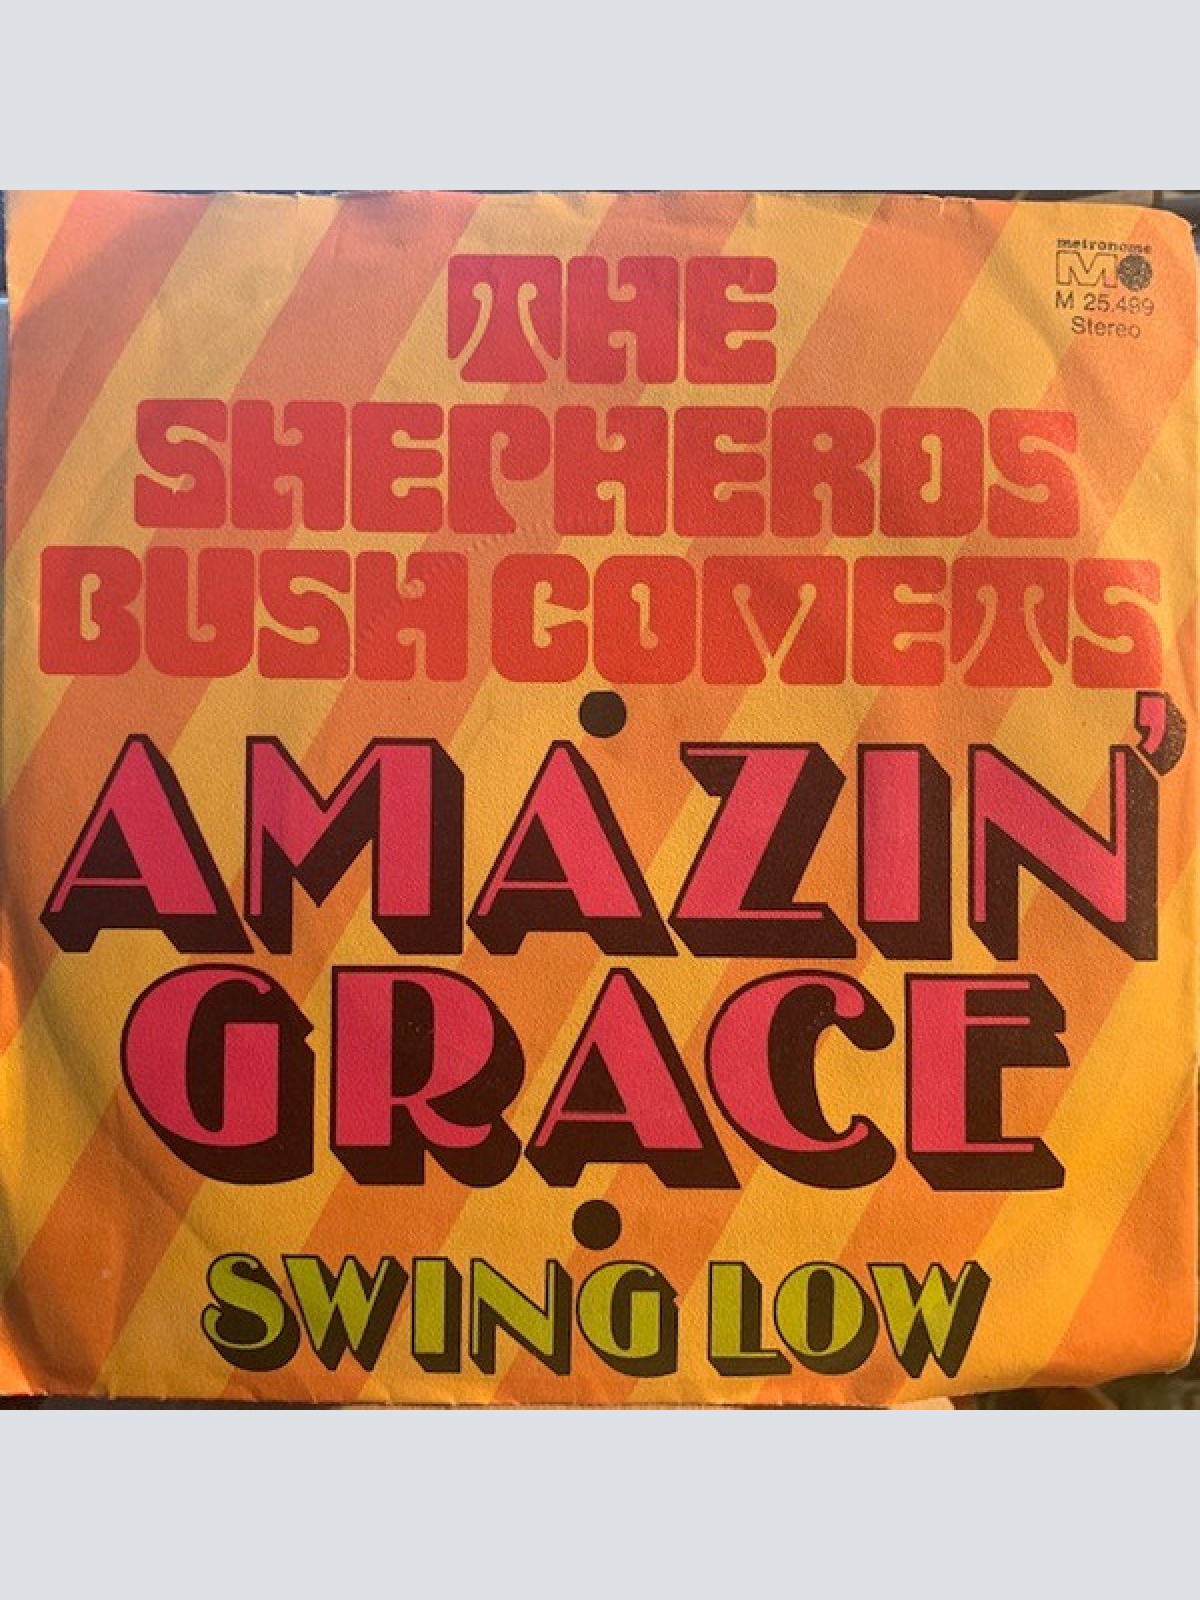 metronome
M
M 25.499
Stereo
THE
SHEPHERDS
BUSH COMETS
AMAZIN'
GRACE
SWING LOW